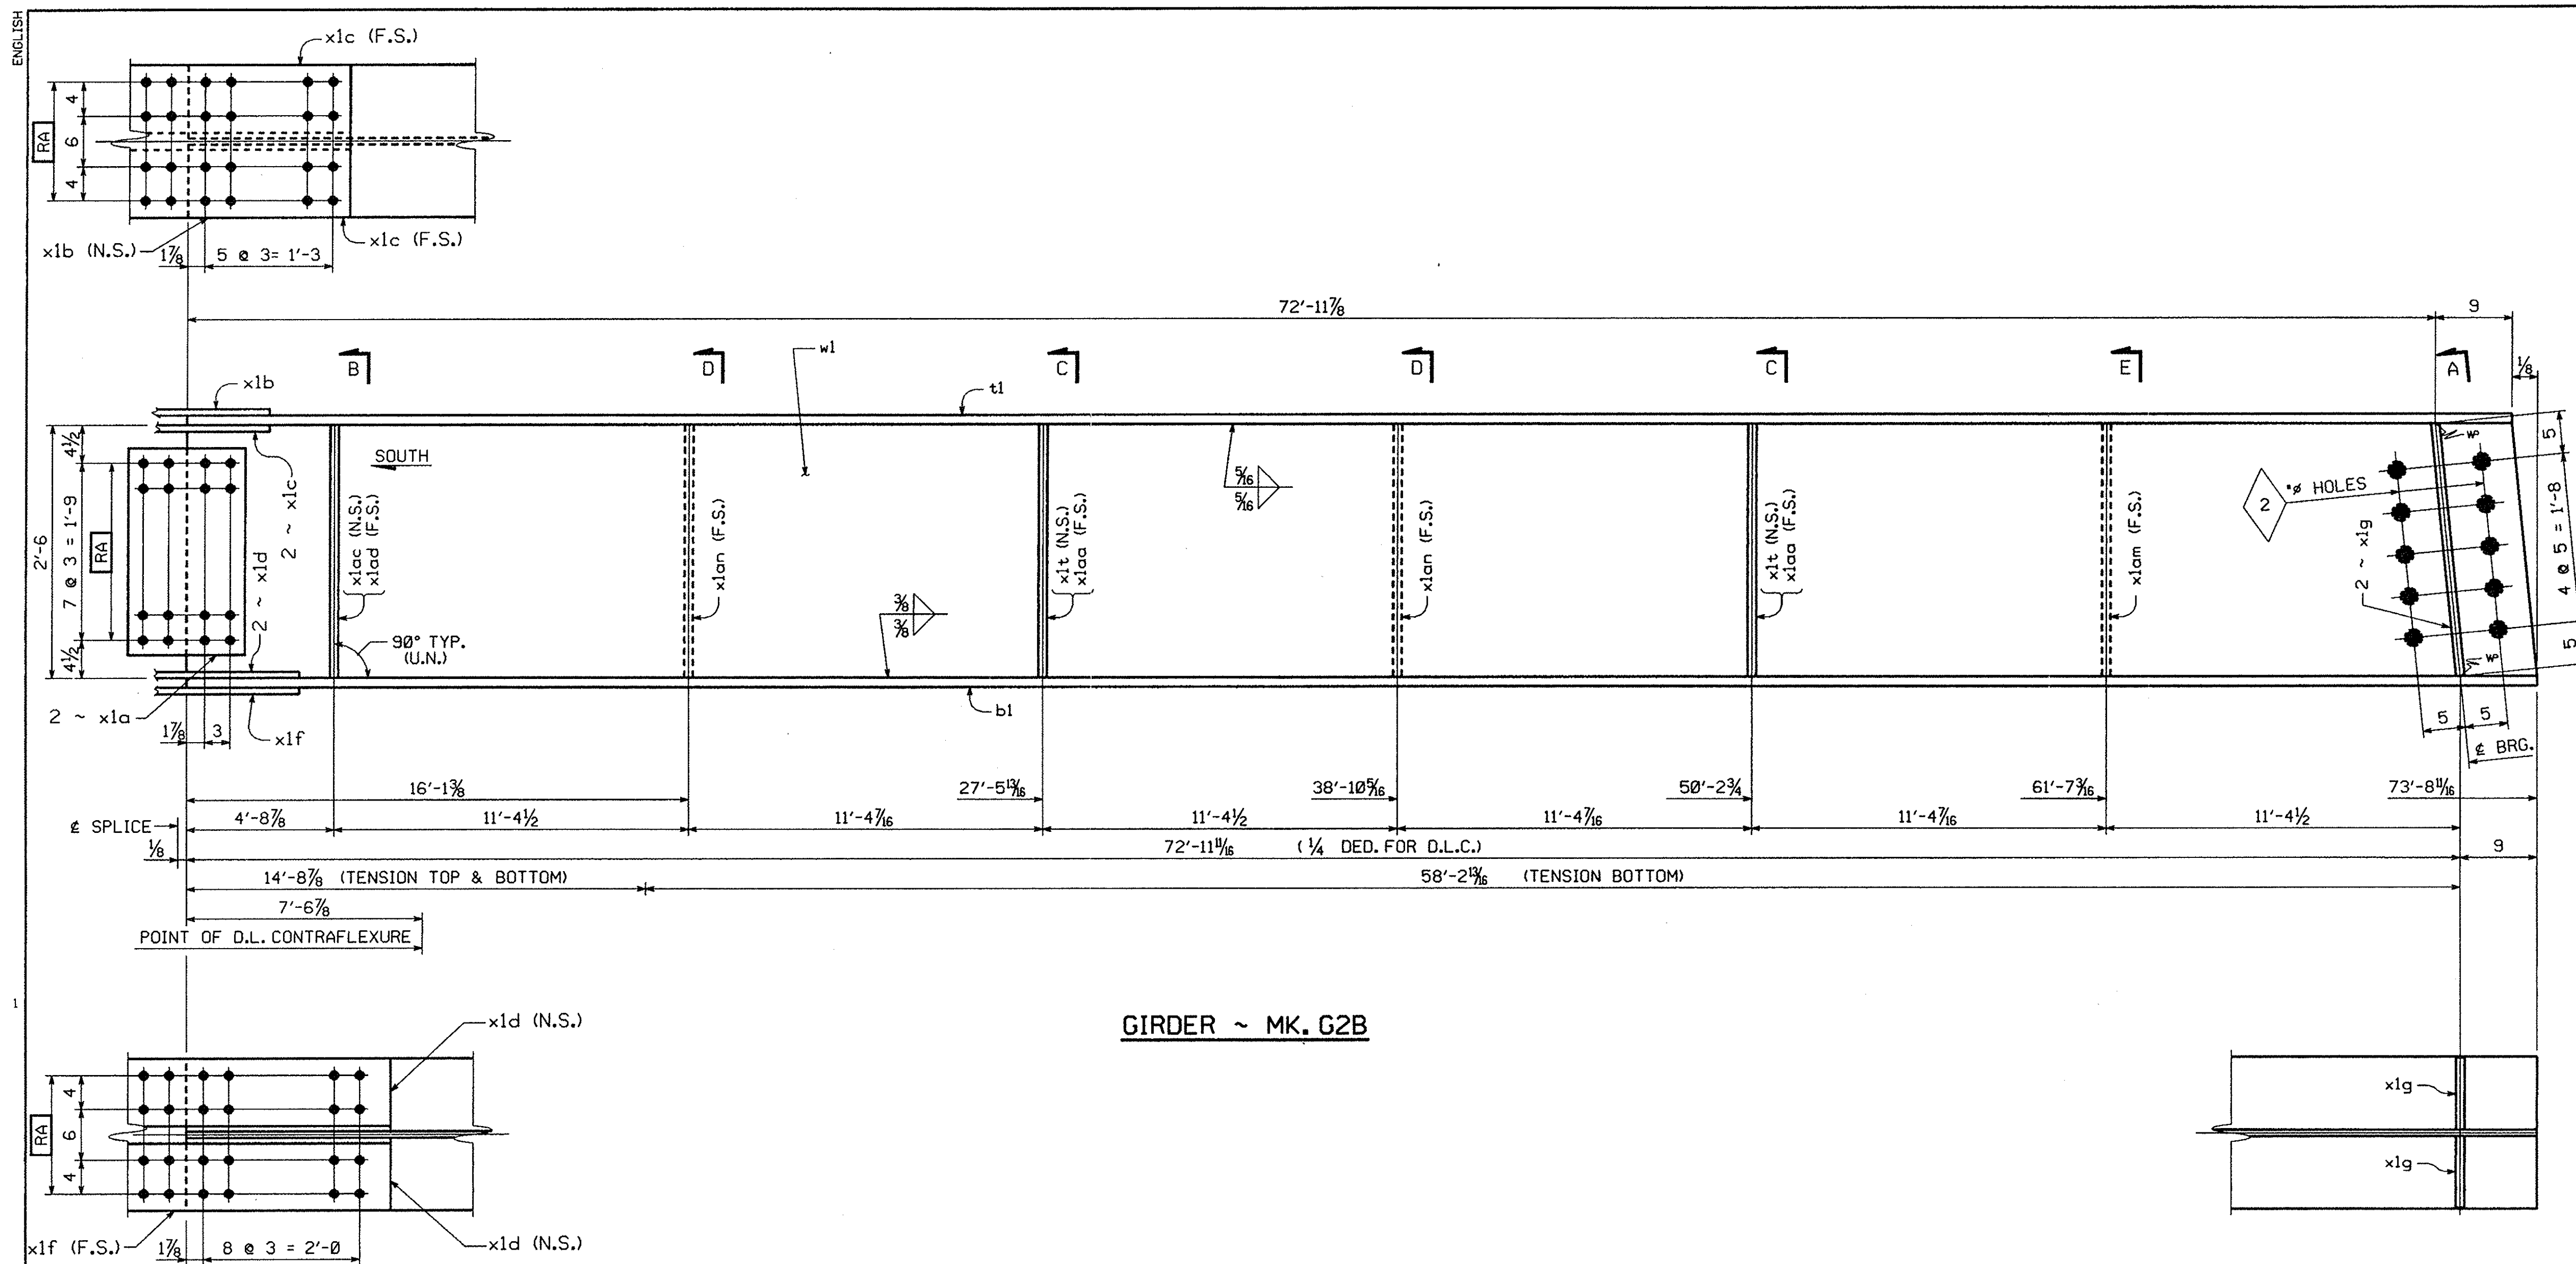 ENGLISH
x1c (F.S.)
4
6
4
RA
x1b (N.S.)
1⅞
5 @ 3= 1'-3
x1c (F.S.)
72'-11⅞
9
⅛
B
D
C
D
C
E
A
w1
x1b
t1
SOUTH
2'-6
4½
7 @ 3 = 1'-9
4½
RA
2 ~ x1d
2 ~ x1c
x1ac (N.S.)
x1ad (F.S.)
x1an (F.S.)
x1t (N.S.)
x1aa (F.S.)
5/16
5/16
x1an (F.S.)
x1t (N.S.)
x1aa (F.S.)
x1am (F.S.)
2
"ø HOLES
2 ~ x1g
WP
WP
5
4 @ 5 = 1'-8
5
⅜
⅜
90° TYP.
(U.N.)
2 ~ x1a
1⅞
3
x1f
b1
5
5
℄ BRG.
16'-1⅜
27'-5 13/16
38'-10 5/16
50'-2¾
61'-7 3/16
73'-8 11/16
℄ SPLICE
4'-8⅞
11'-4½
11'-4 7/16
11'-4½
11'-4 7/16
11'-4 7/16
11'-4½
⅛
72'-11 11/16 (¼ DED. FOR D.L.C.)
9
14'-8⅞ (TENSION TOP & BOTTOM)
58'-2 13/16 (TENSION BOTTOM)
7'-6⅞
POINT OF D.L. CONTRAFLEXURE
1
GIRDER ~ MK. G2B
x1d (N.S.)
4
6
4
RA
x1f (F.S.)
1⅞
8 @ 3 = 2'-0
x1d (N.S.)
x1g
x1g